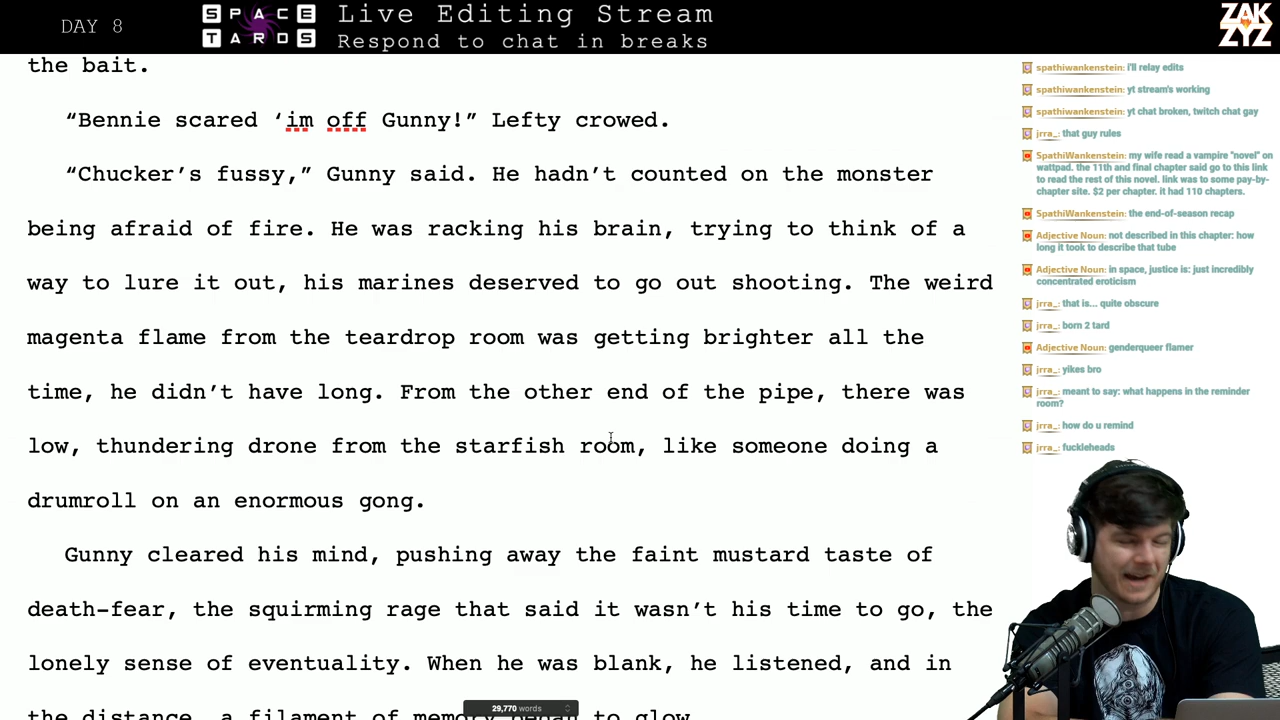 DAY 8
SPACE
TARDS
Live Editing Stream
Respond to chat in breaks
ZAK
ZYZ
the bait.
“Bennie scared ‘im off Gunny!” Lefty crowed.
“Chucker’s fussy,” Gunny said. He hadn’t counted on the monster
being afraid of fire. He was racking his brain, trying to think of a
way to lure it out, his marines deserved to go out shooting. The weird
magenta flame from the teardrop room was getting brighter all the
time, he didn’t have long. From the other end of the pipe, there was
low, thundering drone from the starfish room, like someone doing a
drumroll on an enormous gong.
Gunny cleared his mind, pushing away the faint mustard taste of
death-fear, the squirming rage that said it wasn’t his time to go, the
lonely sense of eventuality. When he was blank, he listened, and in
the distance, a filament of memory began to glow.
29,770 words
spathiwankenstein: i'll relay edits
spathiwankenstein: yt stream's working
spathiwankenstein: yt chat broken, twitch chat gay
jrra_: that guy rules
SpathiWankenstein: my wife read a vampire "novel" on
wattpad. the 11th and final chapter said go to this link
to read the rest of this novel. link was to some pay-by-
chapter site. $2 per chapter. it had 110 chapters.
SpathiWankenstein: the end-of-season recap
Adjective Noun: not described in this chapter: how
long it took to describe that tube
Adjective Noun: in space, justice is: just incredibly
concentrated eroticism
jrra_: that is... quite obscure
jrra_: born 2 tard
Adjective Noun: genderqueer flamer
jrra_: yikes bro
jrra_: meant to say: what happens in the reminder
room?
jrra_: how do u remind
jrra_: fuckleheads